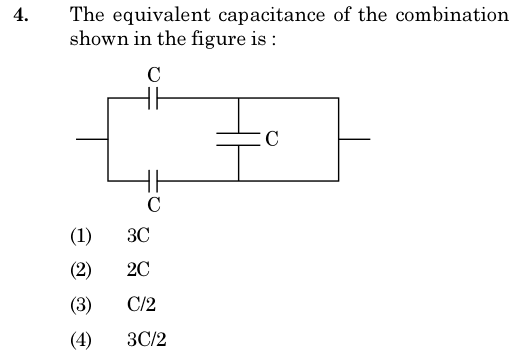 4. The equivalent capacitance of the combination
shown in the figure is :
C
C
C
(1) 3C
(2) 2C
(3) C/2
(4) 3C/2